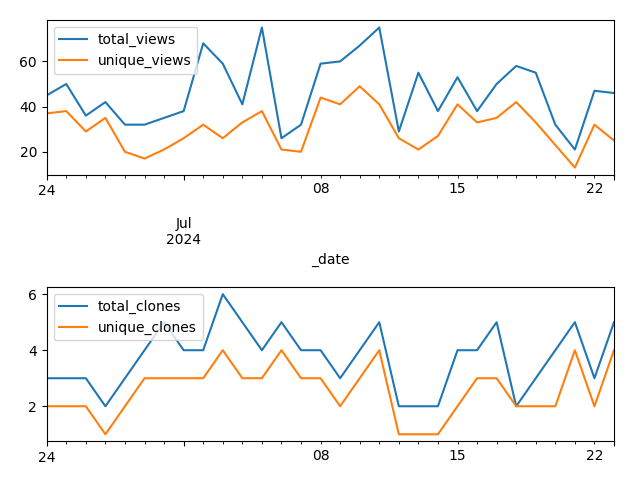 total_views
unique_views
60
40
20
24 08 15 22
Jul
2024
_date
total_clones
unique_clones
6
4
2
24 08 15 22